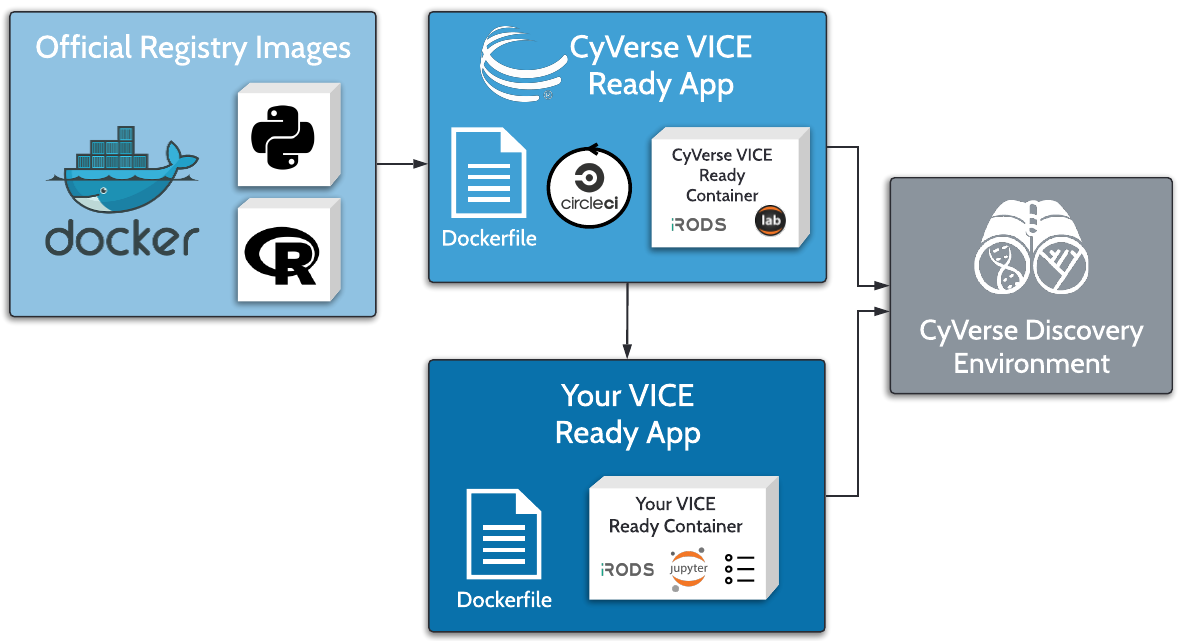 Official Registry Images
docker
R
CyVerse VICE
Ready App
Dockerfile
circleci
CyVerse VICE
Ready
Container
iRODS
lab
Your VICE
Ready App
Dockerfile
Your VICE
Ready Container
iRODS
jupyter
CyVerse Discovery
Environment